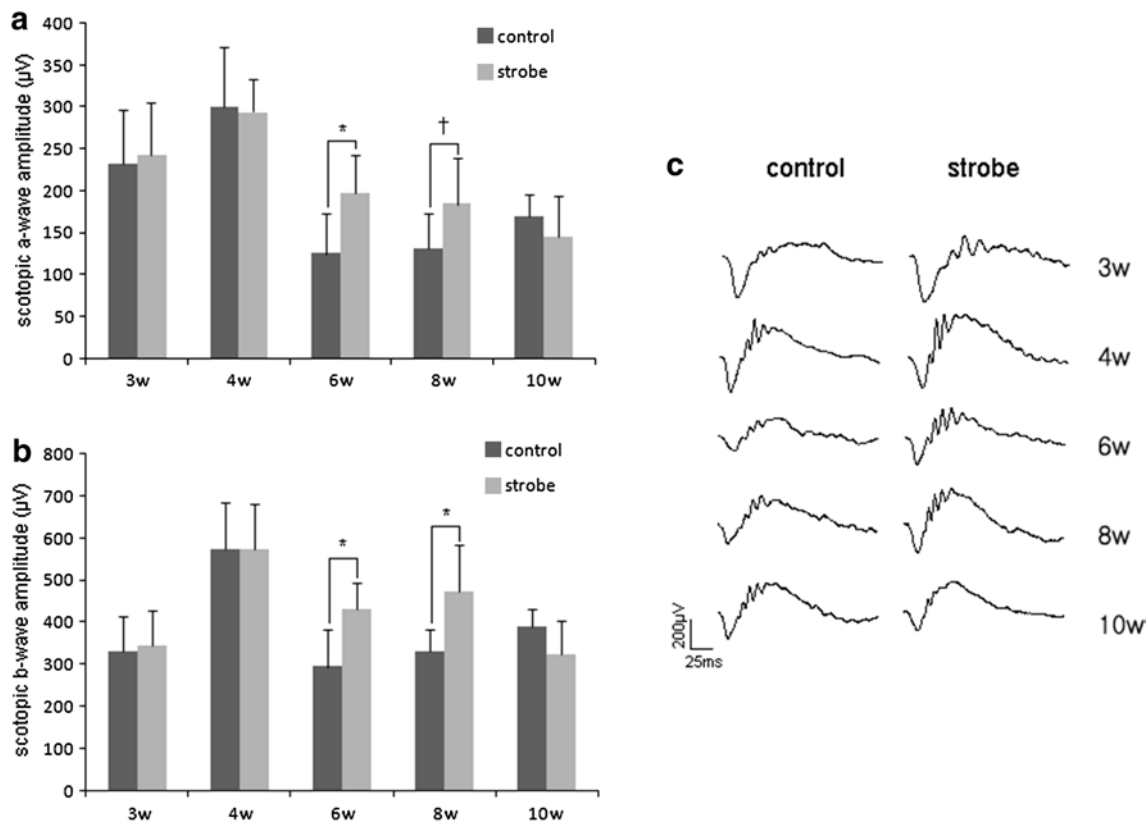 a
scotopic a-wave amplitude (µV)
400
350
300
250
200
150
100
50
0
control
strobe
*
†
3w 4w 6w 8w 10w
b
scotopic b-wave amplitude (µV)
800
700
600
500
400
300
200
100
0
control
strobe
*
*
3w 4w 6w 8w 10w
c
control strobe
3w
4w
6w
8w
10w
200µV
25ms